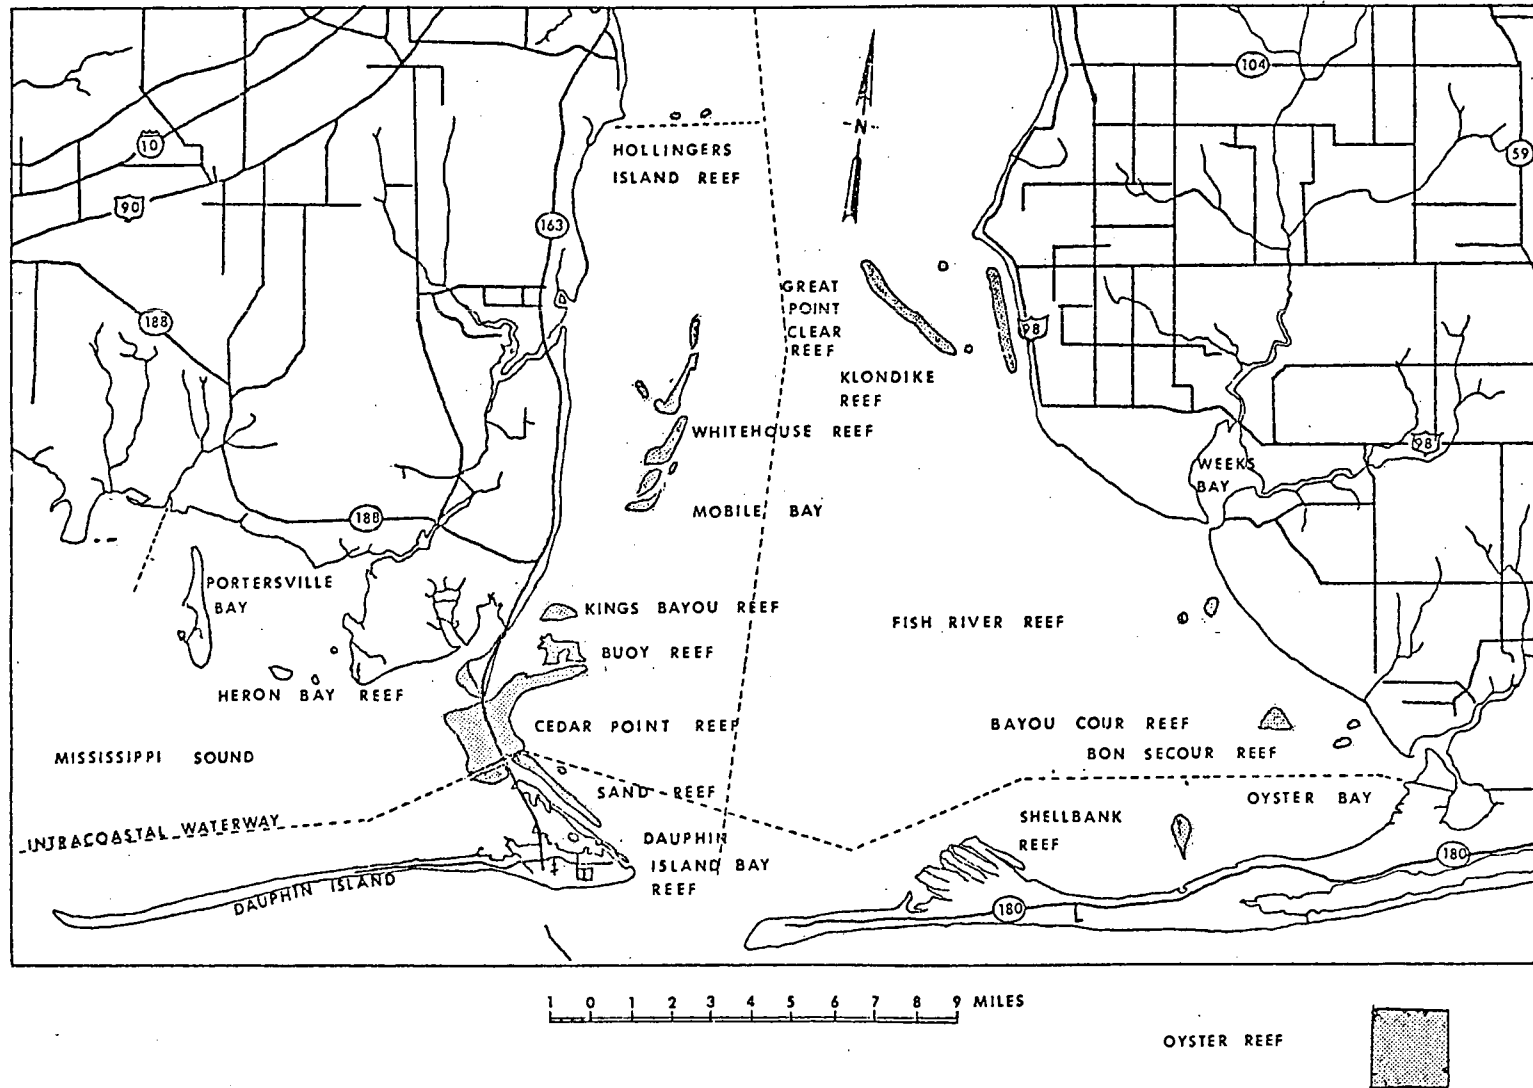 104
10
HOLLINGERS
ISLAND REEF
N
59
90
163
GREAT
POINT
CLEAR
REEF
188
98
KLONDIKE
REEF
WHITEHOUSE REEF
98
WEEKS
BAY
MOBILE BAY
188
PORTERSVILLE
BAY
KINGS BAYOU REEF
FISH RIVER REEF
BUOY REEF
HERON BAY REEF
CEDAR POINT REEF
BAYOU COUR REEF
BON SECOUR REEF
MISSISSIPPI SOUND
SAND REEF
OYSTER BAY
INTRACOASTAL WATERWAY
SHELLBANK
REEF
DAUPHIN
ISLAND BAY
REEF
180
DAUPHIN ISLAND
180
1 0 1 2 3 4 5 6 7 8 9 MILES
OYSTER REEF